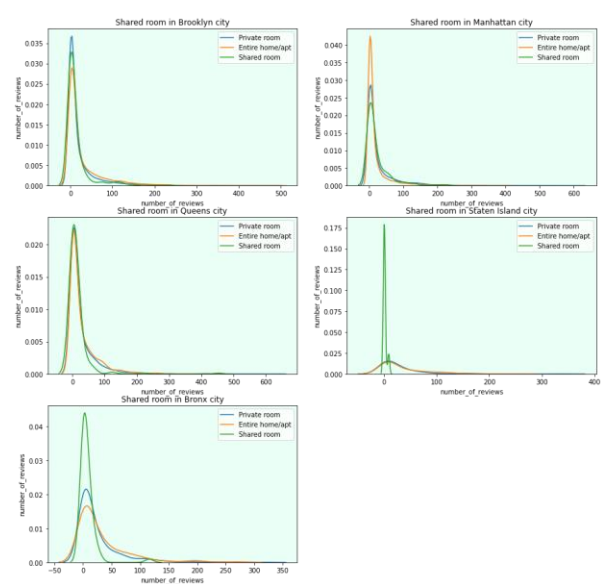 Shared room in Brooklyn city
Private room
Entire home/apt
Shared room
number_of_reviews
0.035
0.030
0.025
0.020
0.015
0.010
0.005
0.000
0 100 200 300 400 500
number_of_reviews
Shared room in Manhattan city
Private room
Entire home/apt
Shared room
number_of_reviews
0.040
0.035
0.030
0.025
0.020
0.015
0.010
0.005
0.000
0 100 200 300 400 500 600
number_of_reviews
Shared room in Queens city
Private room
Entire home/apt
Shared room
number_of_reviews
0.020
0.015
0.010
0.005
0.000
0 100 200 300 400 500 600
number_of_reviews
Shared room in Staten Island city
Private room
Entire home/apt
Shared room
number_of_reviews
0.175
0.150
0.125
0.100
0.075
0.050
0.025
0.000
0 100 200 300 400
number_of_reviews
Shared room in Bronx city
Private room
Entire home/apt
Shared room
number_of_reviews
0.04
0.03
0.02
0.01
0.00
−50 0 50 100 150 200 250 300 350
number_of_reviews